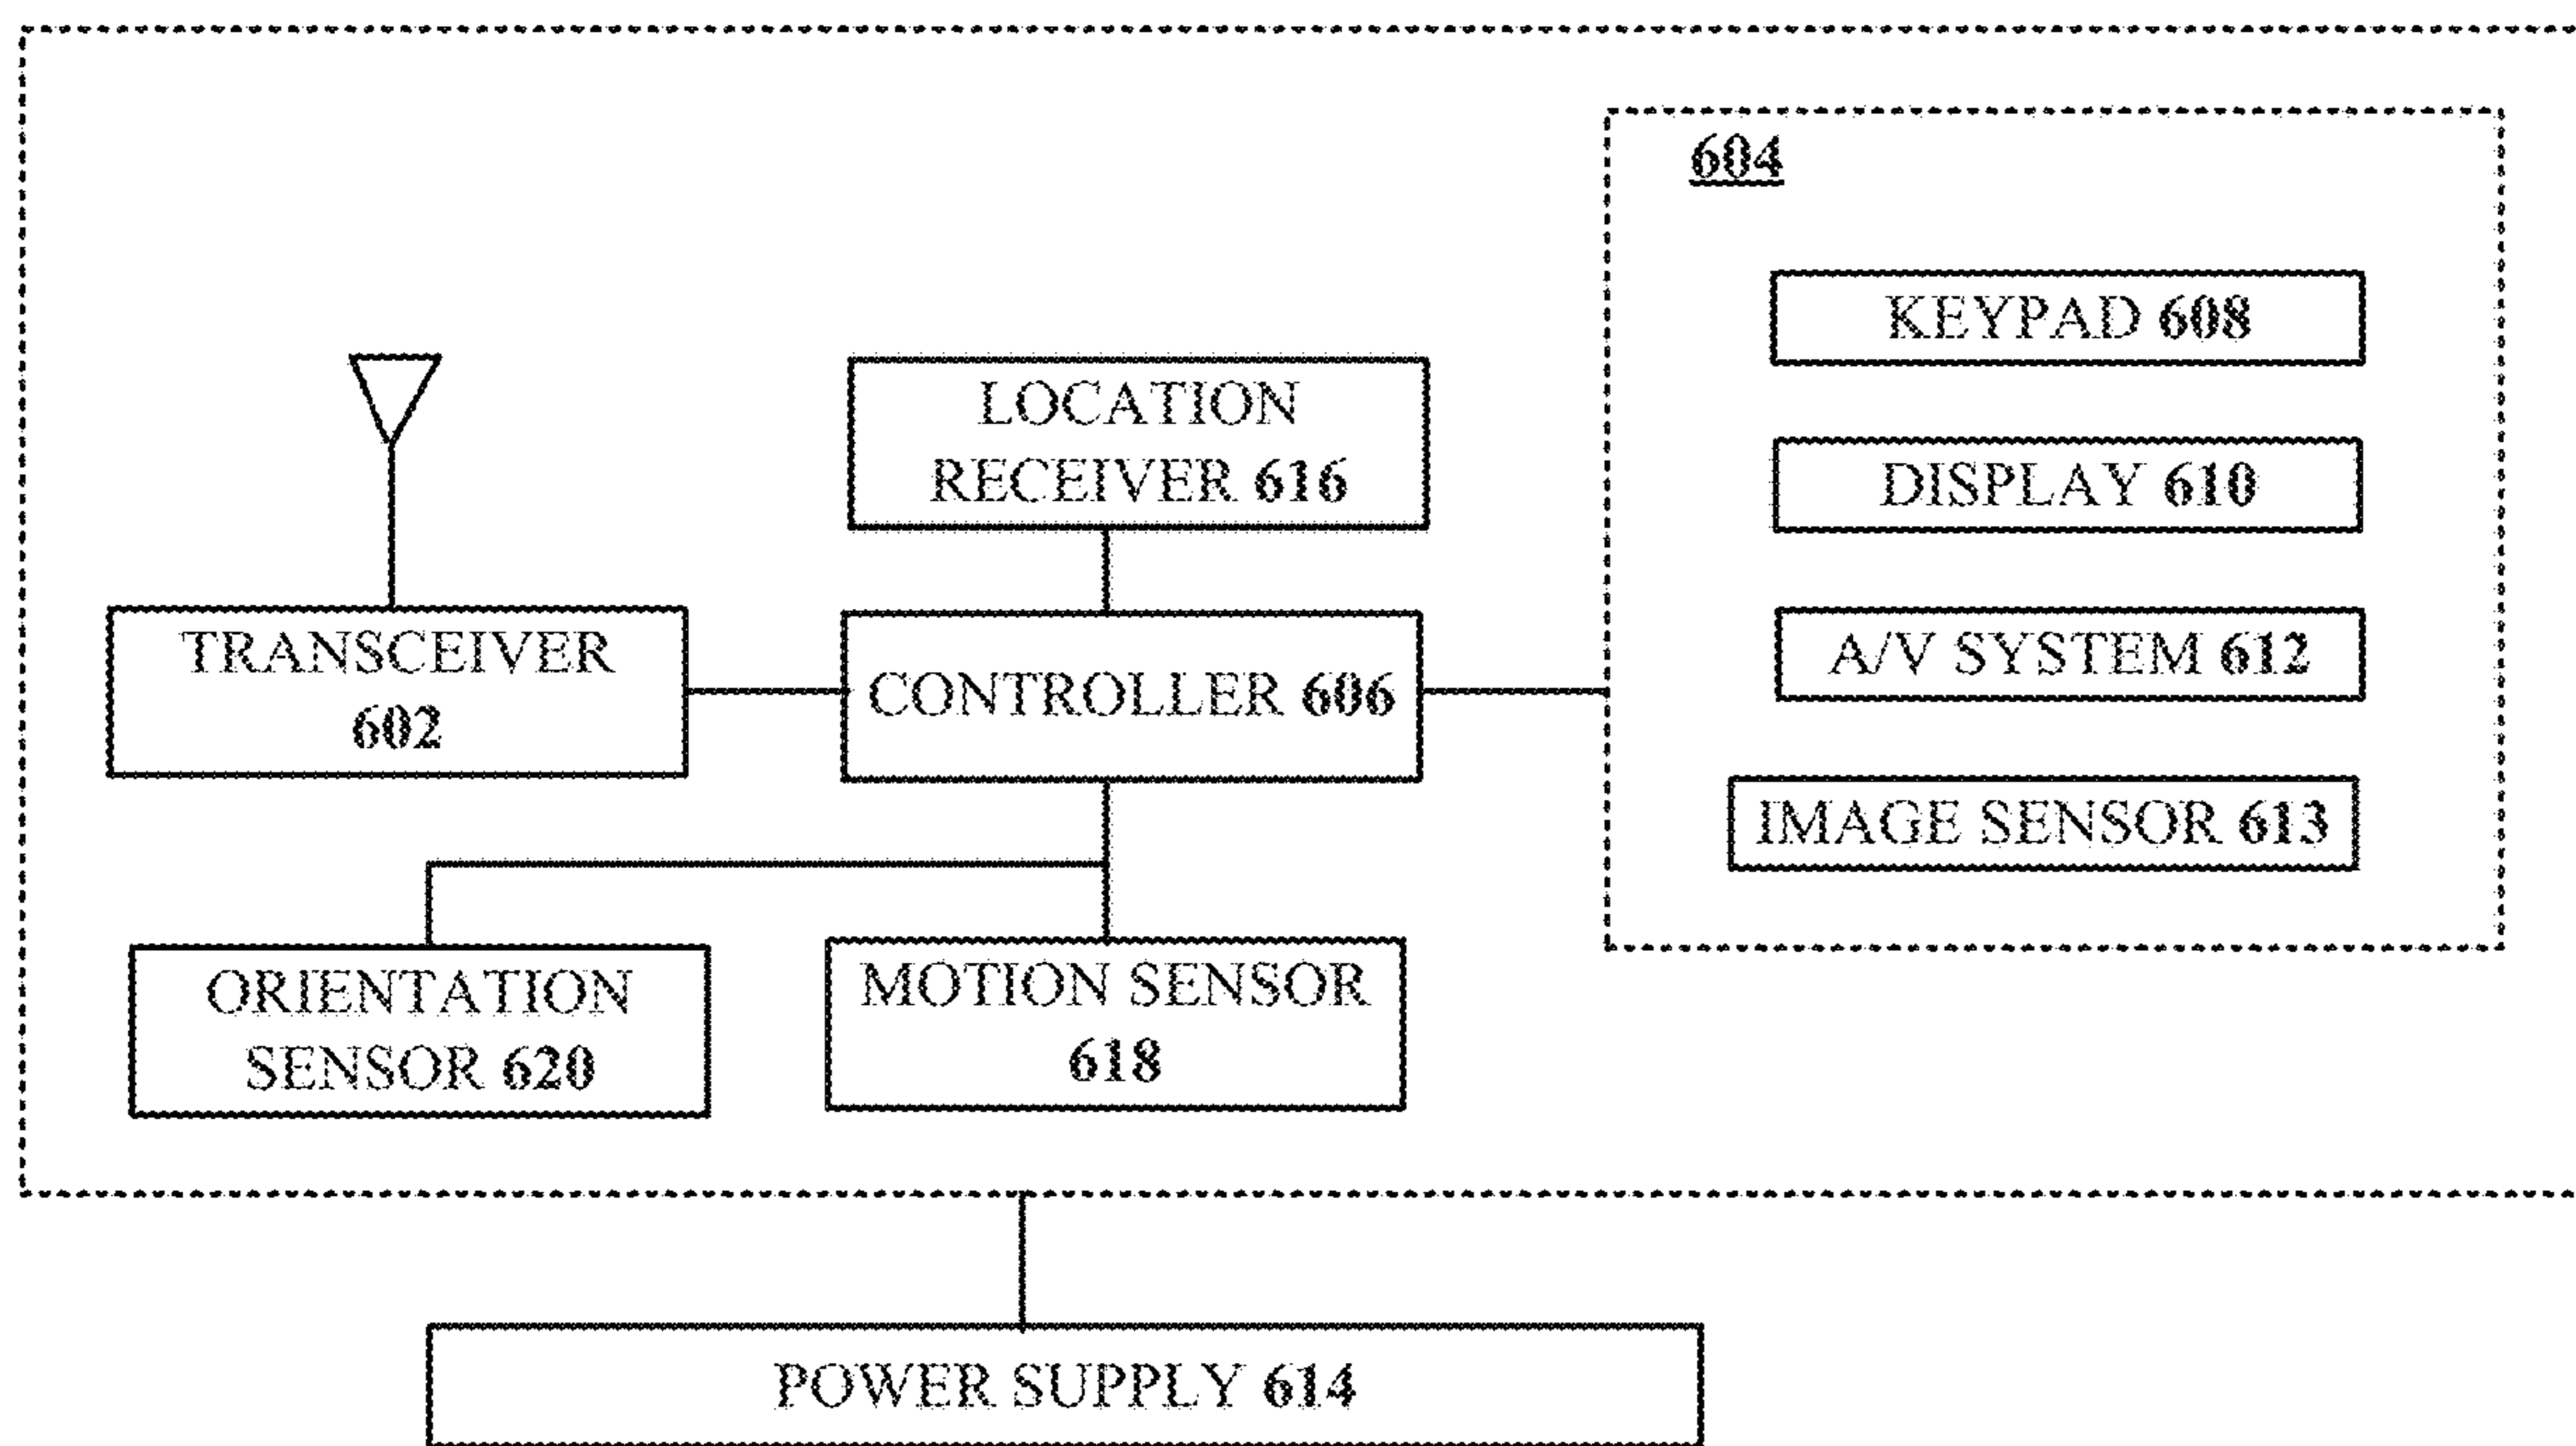 604
KEYPAD 608
LOCATION
RECEIVER 616
DISPLAY 610
TRANSCEIVER
602
CONTROLLER 606
A/V SYSTEM 612
IMAGE SENSOR 613
ORIENTATION
SENSOR 620
MOTION SENSOR
618
POWER SUPPLY 614